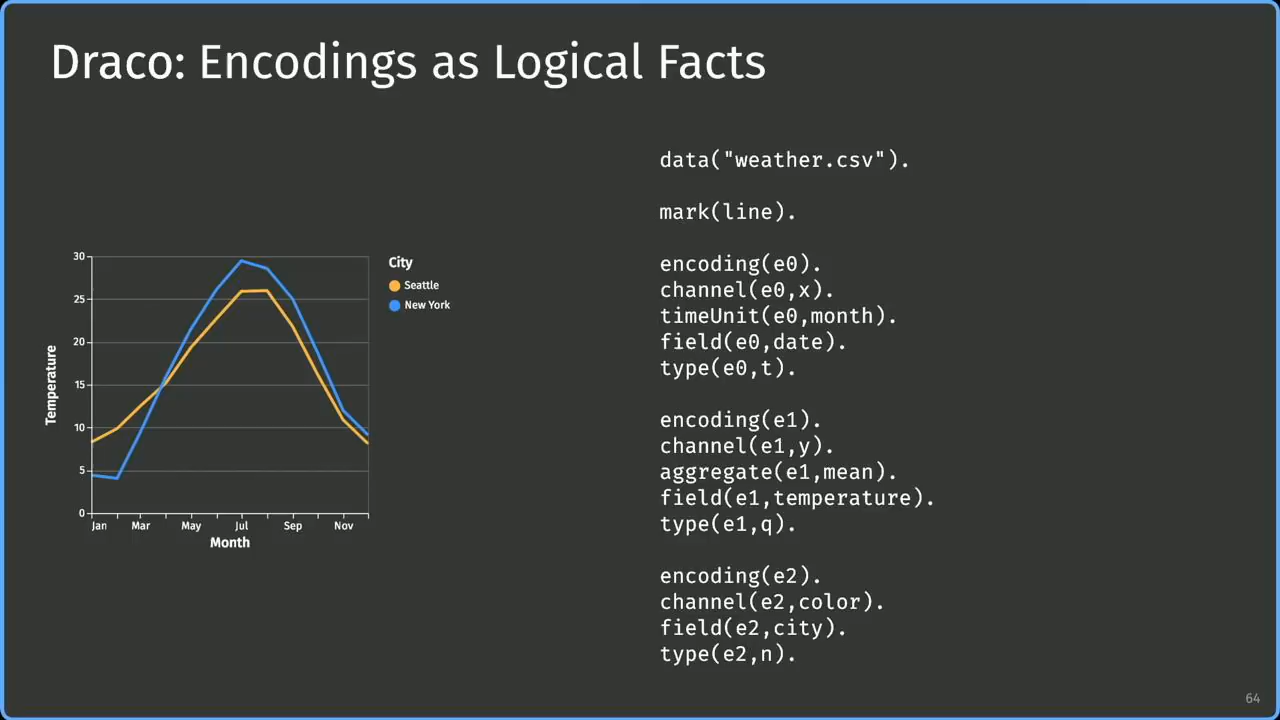 Draco: Encodings as Logical Facts
30
25
20
15
10
5
0
Temperature
Jan Mar May Jul Sep Nov
Month
City
Seattle
New York
data("weather.csv").
mark(line).
encoding(e0).
channel(e0,x).
timeUnit(e0,month).
field(e0,date).
type(e0,t).
encoding(e1).
channel(e1,y).
aggregate(e1,mean).
field(e1,temperature).
type(e1,q).
encoding(e2).
channel(e2,color).
field(e2,city).
type(e2,n).
64